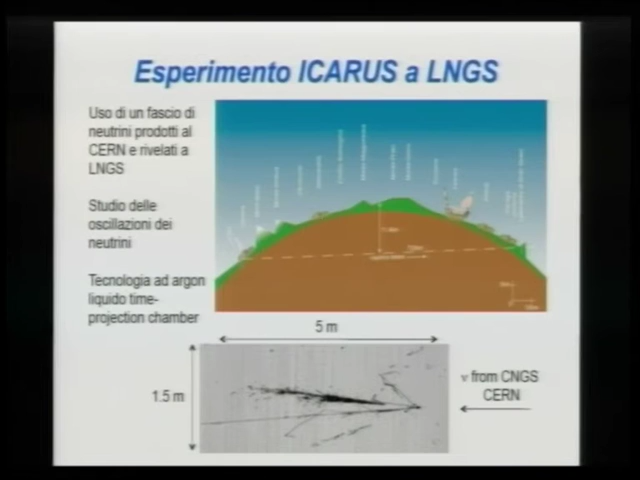 Esperimento ICARUS a LNGS
Uso di un fascio di
neutrini prodotti al
CERN e rivelati a
LNGS
Studio delle
oscillazioni dei
neutrini
Tecnologia ad argon
liquido time-
projection chamber
5 m
1.5 m
ν from CNGS
CERN